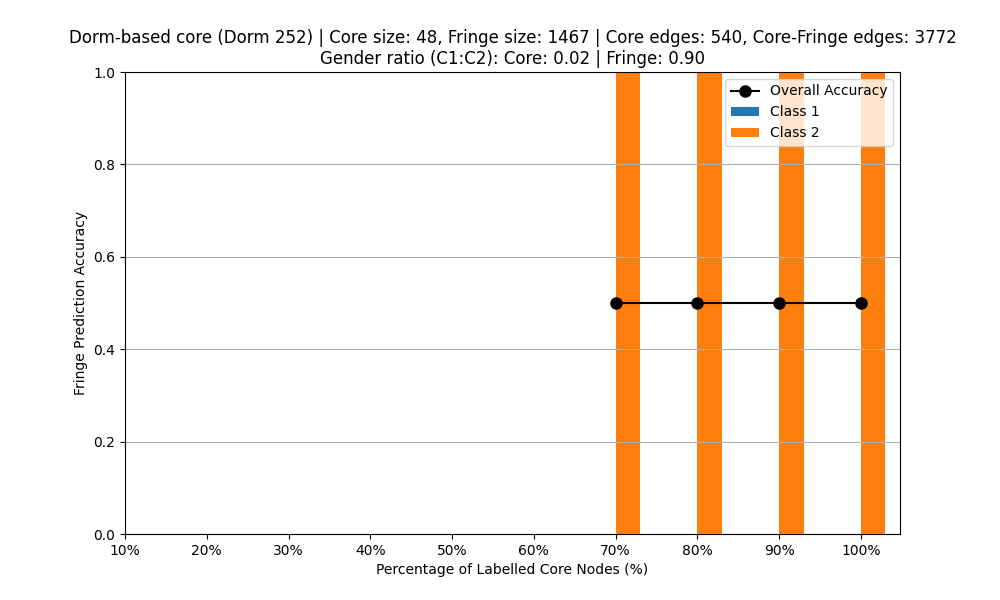 Dorm-based core (Dorm 252) | Core size: 48, Fringe size: 1467 | Core edges: 540, Core-Fringe edges: 3772
Gender ratio (C1:C2): Core: 0.02 | Fringe: 0.90
Overall Accuracy
Class 1
Class 2
Fringe Prediction Accuracy
1.0
0.8
0.6
0.4
0.2
0.0
10% 20% 30% 40% 50% 60% 70% 80% 90% 100%
Percentage of Labelled Core Nodes (%)